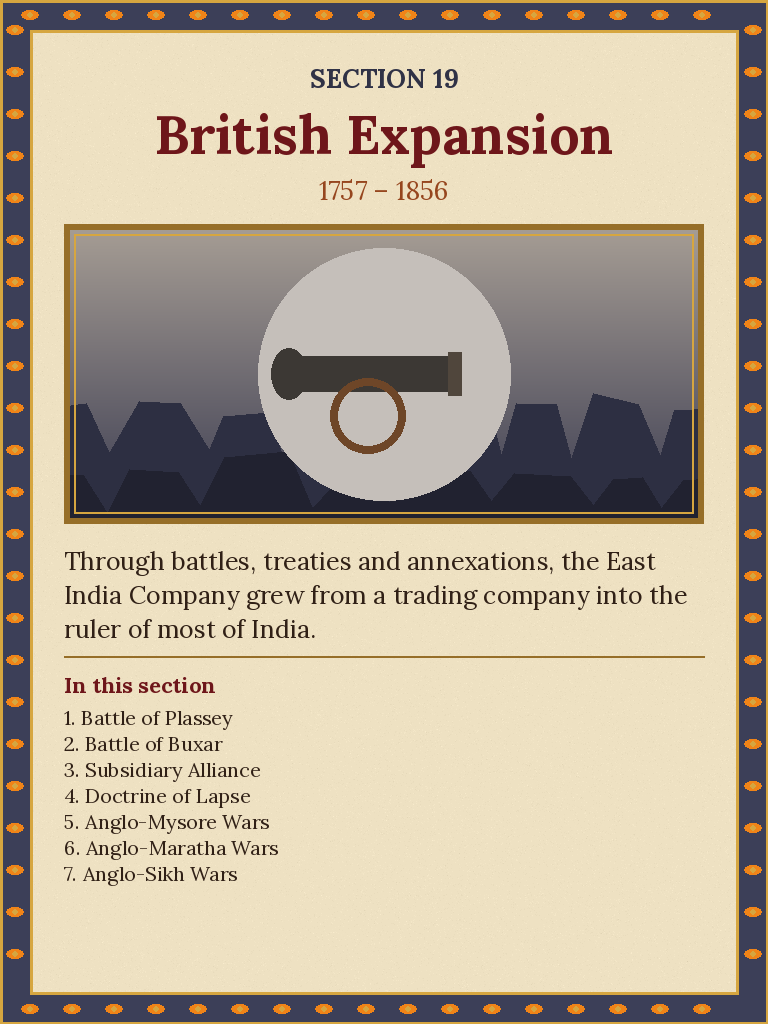 SECTION 19
British Expansion
1757 – 1856
Through battles, treaties and annexations, the East
India Company grew from a trading company into the
ruler of most of India.
In this section
1. Battle of Plassey
2. Battle of Buxar
3. Subsidiary Alliance
4. Doctrine of Lapse
5. Anglo-Mysore Wars
6. Anglo-Maratha Wars
7. Anglo-Sikh Wars